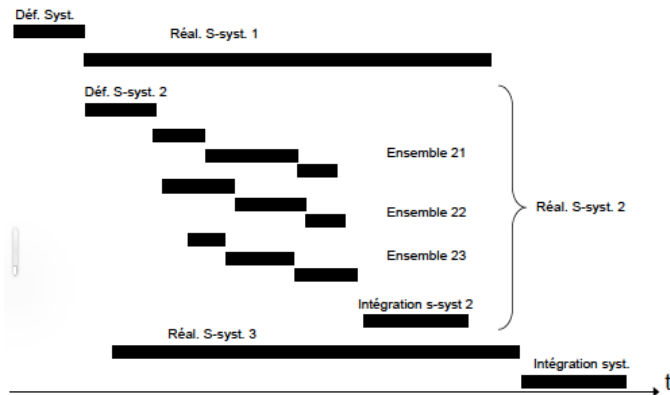 Déf. Syst.
Réal. S-syst. 1
Déf. S-syst. 2
Ensemble 21
Ensemble 22
Réal. S-syst. 2
Ensemble 23
Intégration s-syst 2
Réal. S-syst. 3
Intégration syst.
t